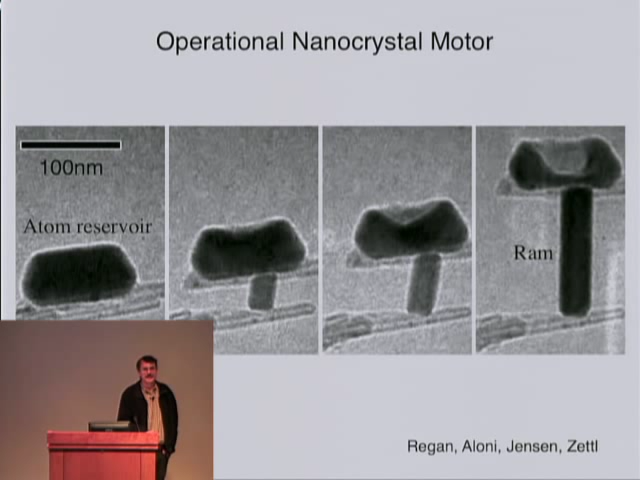 Operational Nanocrystal Motor
100nm
Atom reservoir
Ram
Regan, Aloni, Jensen, Zettl